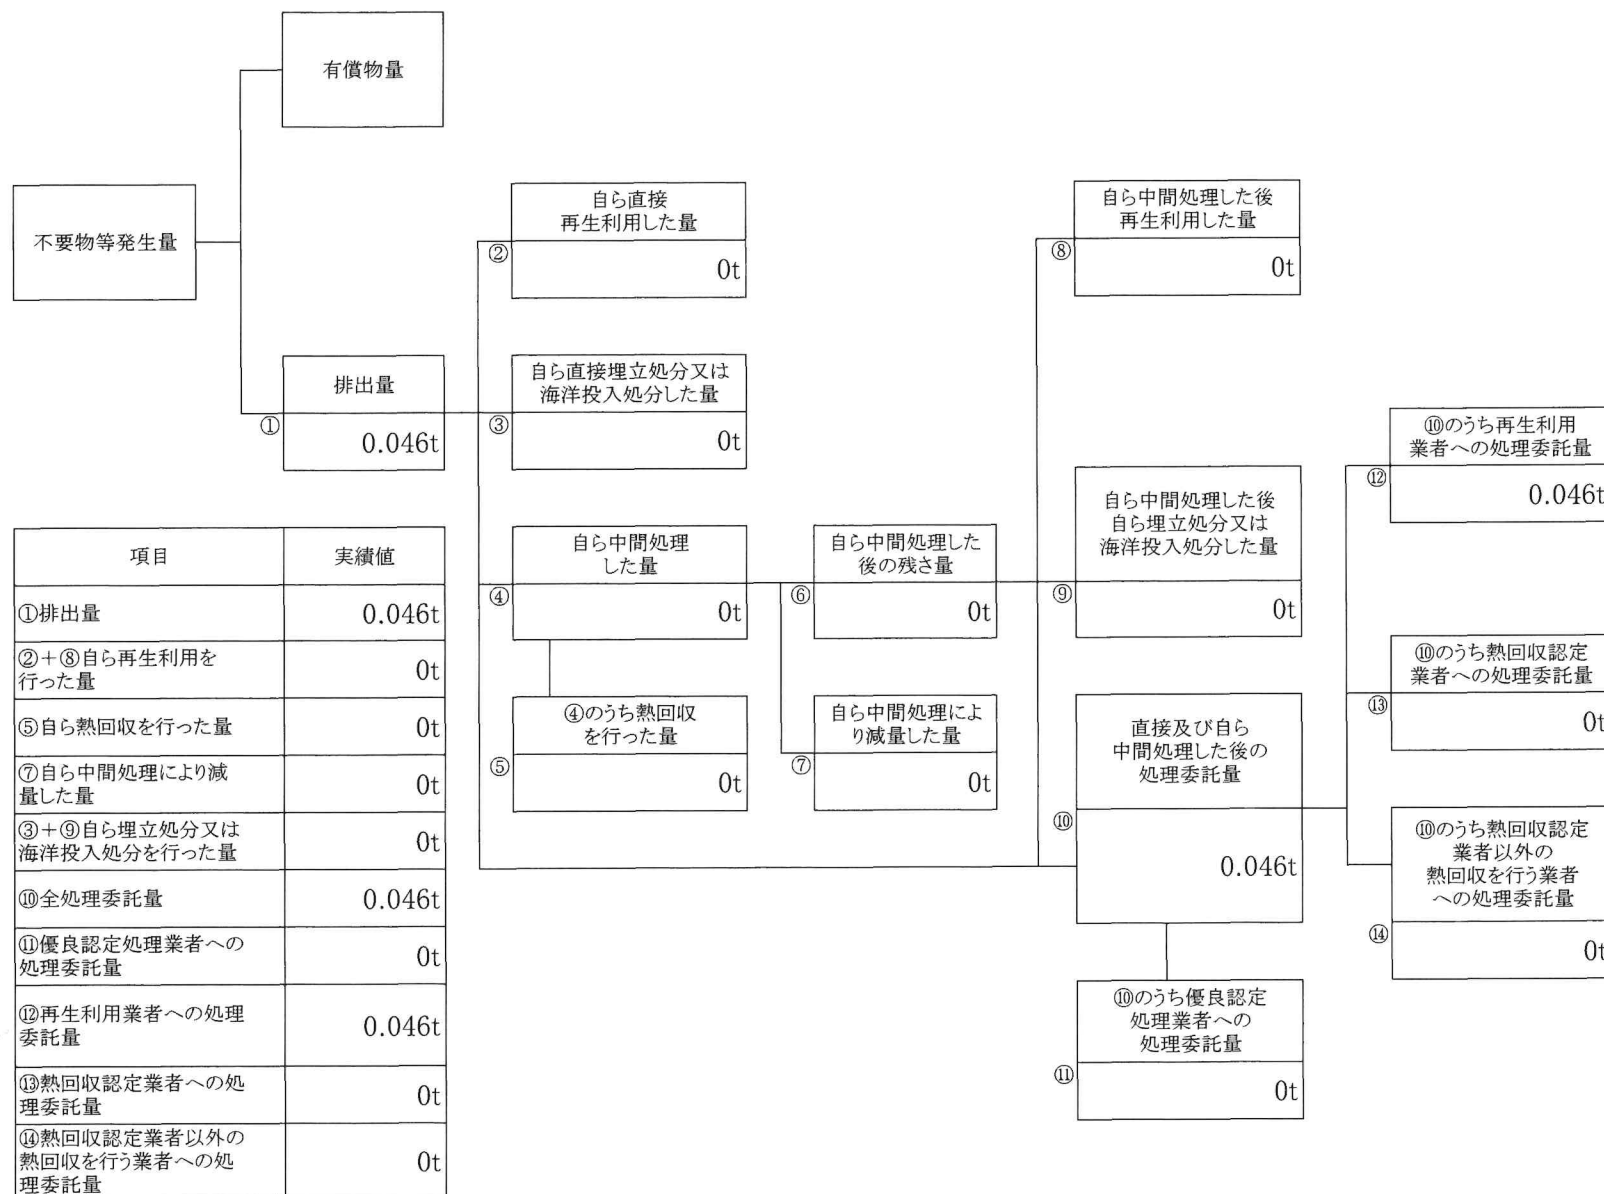 有償物量
不要物等発生量
排出量
①
0.046t
自ら直接
再生利用した量
②
0t
自ら直接埋立処分又は
海洋投入処分した量
③
0t
自ら中間処理
した量
④
0t
④のうち熱回収
を行った量
⑤
0t
自ら中間処理した
後の残さ量
⑥
0t
自ら中間処理によ
り減量した量
⑦
0t
自ら中間処理した後
再生利用した量
⑧
0t
自ら中間処理した後
自ら埋立処分又は
海洋投入処分した量
⑨
0t
直接及び自ら
中間処理した後の
処理委託量
⑩
0.046t
⑩のうち優良認定
処理業者への
処理委託量
⑪
0t
⑩のうち再生利用
業者への処理委託量
⑫
0.046t
⑩のうち熱回収認定
業者への処理委託量
⑬
0t
⑩のうち熱回収認定
業者以外の
熱回収を行う業者
への処理委託量
⑭
0t
項目 実績値
①排出量 0.046t
②+⑧自ら再生利用を
行った量 0t
⑤自ら熱回収を行った量 0t
⑦自ら中間処理により減
量した量 0t
③+⑨自ら埋立処分又は
海洋投入処分を行った量 0t
⑩全処理委託量 0.046t
⑪優良認定処理業者への
処理委託量 0t
⑫再生利用業者への処理
委託量 0.046t
⑬熱回収認定業者への処
理委託量 0t
⑭熱回収認定業者以外の
熱回収を行う業者への処
理委託量 0t